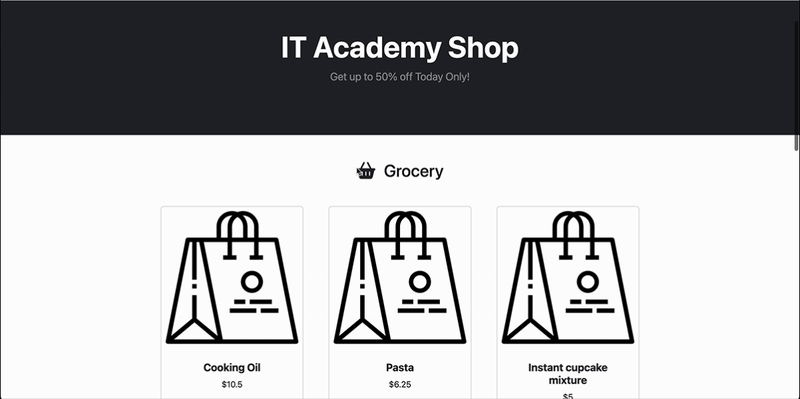 IT Academy Shop
Get up to 50% off Today Only!
Grocery
Cooking Oil
$10.5
Pasta
$6.25
Instant cupcake
mixture
$5